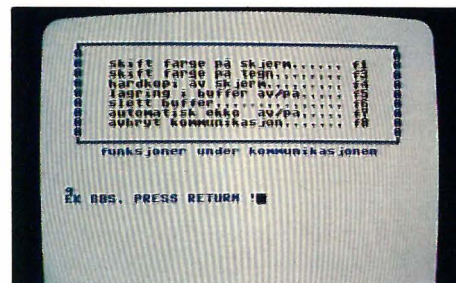 skift farge på skjerm...... f1
skift farge på tegn........ f3
hardkopi av skjerm......... f4
lagring i buffer av/på..... f5
slett buffer............... f6
automatisk ekko av/på...... f7
avbryt kommunikasjon....... f8
funksjoner under kommunikasjonen
EX BBS. PRESS RETURN !